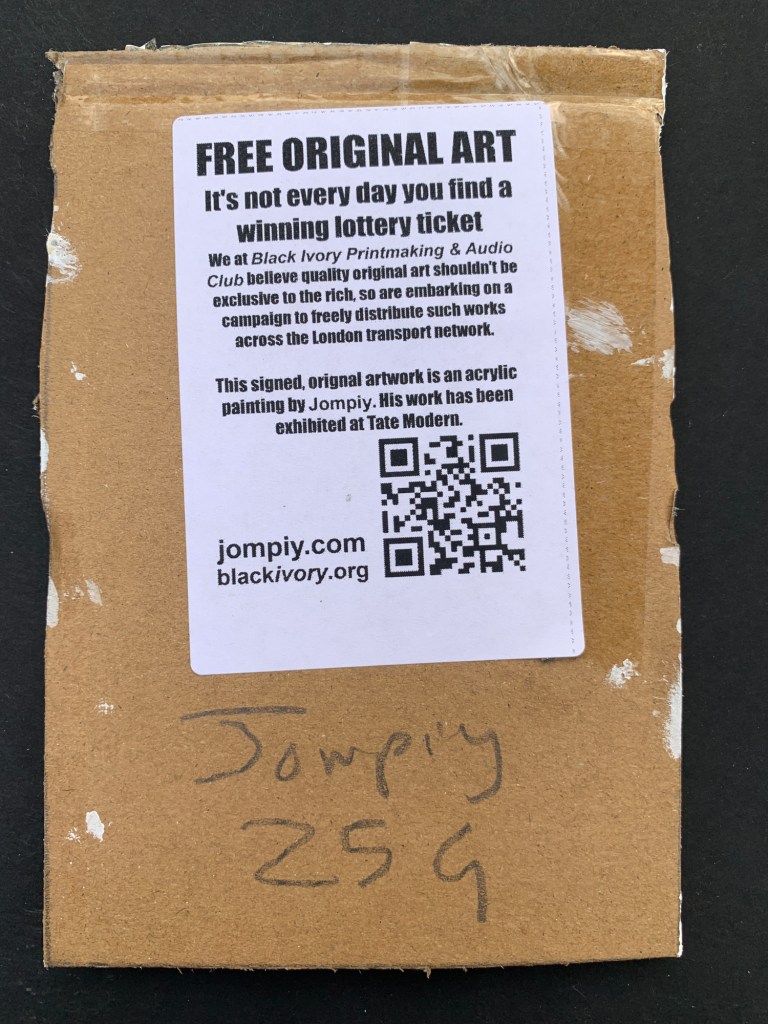 FREE ORIGINAL ART
It's not every day you find a
winning lottery ticket
We at Black Ivory Printmaking & Audio
Club believe quality original art shouldn't be
exclusive to the rich, so are embarking on a
campaign to freely distribute such works
across the London transport network.
This signed, orignal artwork is an acrylic
painting by Jompiy. His work has been
exhibited at Tate Modern.
jompiy.com
blackivory.org
Jompiy
259